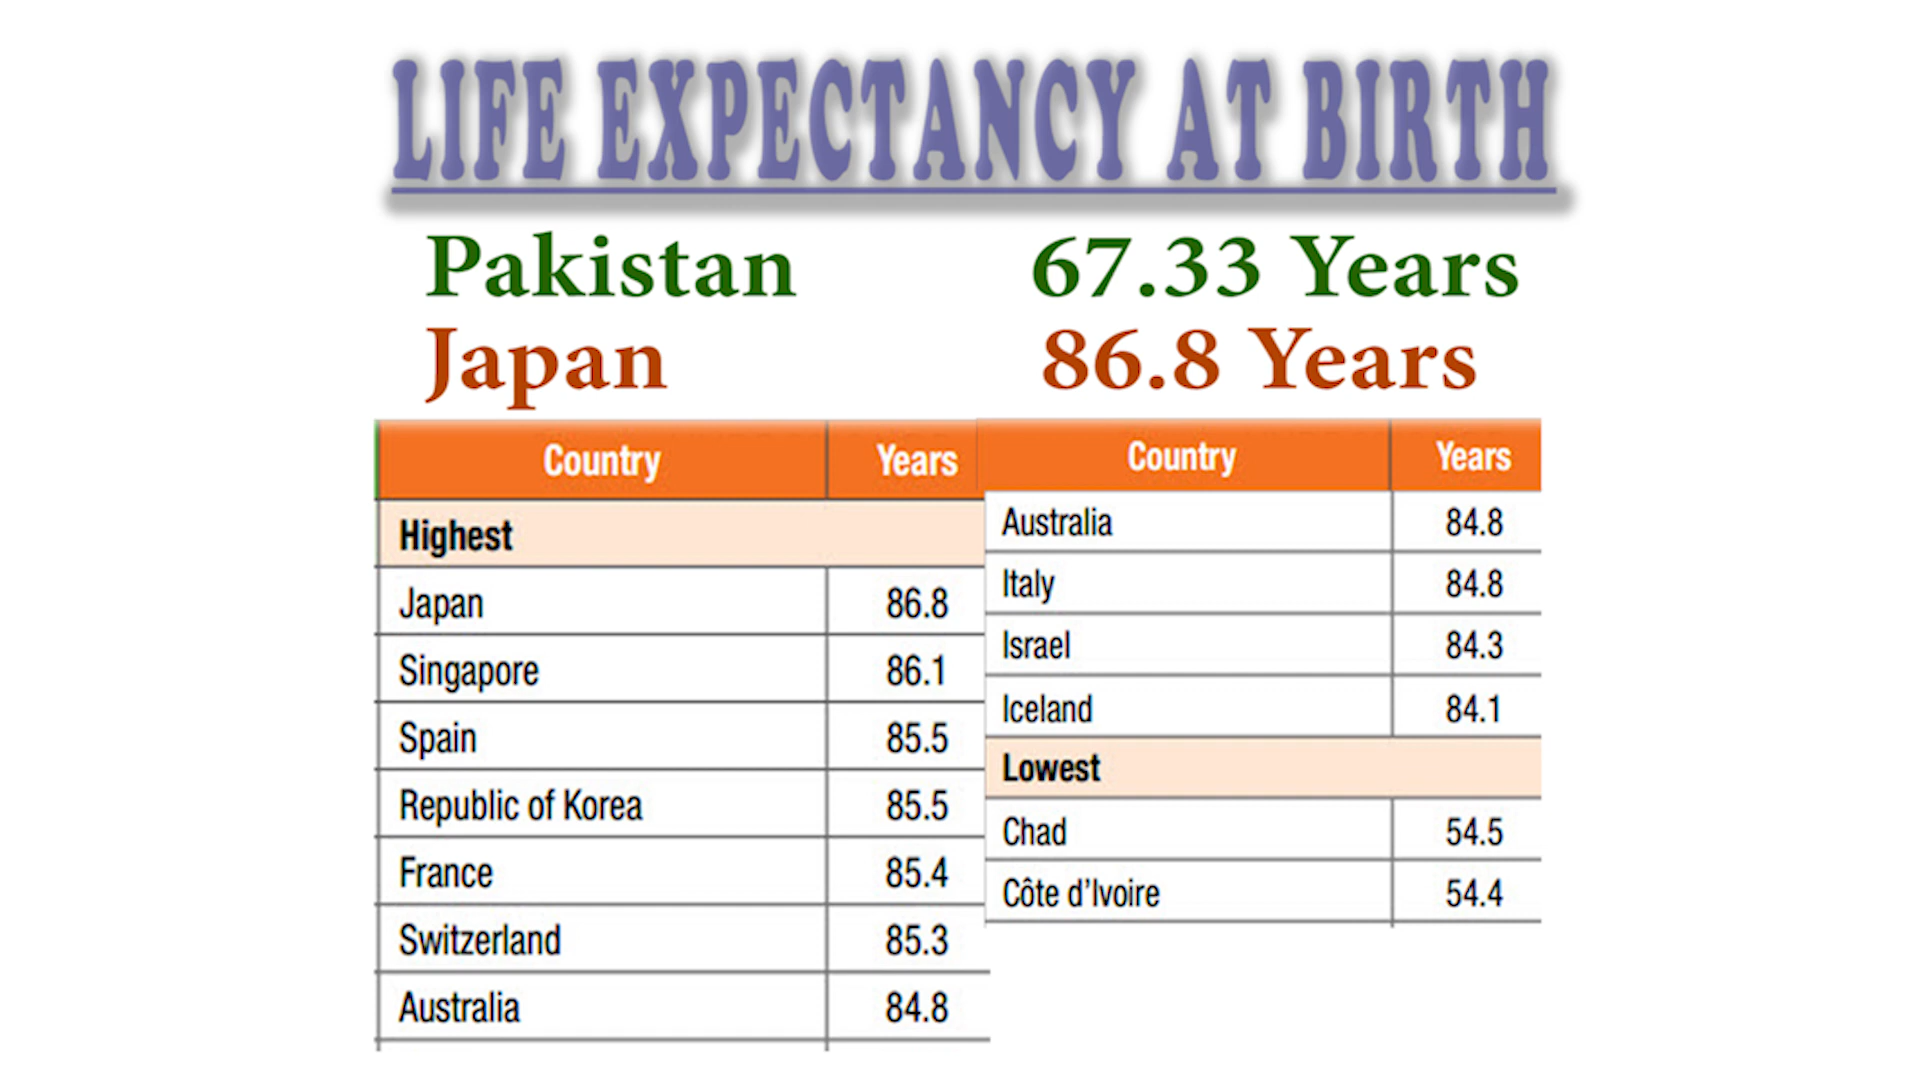 LIFE EXPECTANCY AT BIRTH
Pakistan 67.33 Years
Japan 86.8 Years
Country Years
Highest
Japan 86.8
Singapore 86.1
Spain 85.5
Republic of Korea 85.5
France 85.4
Switzerland 85.3
Australia 84.8
Country Years
Australia 84.8
Italy 84.8
Israel 84.3
Iceland 84.1
Lowest
Chad 54.5
Côte d'Ivoire 54.4